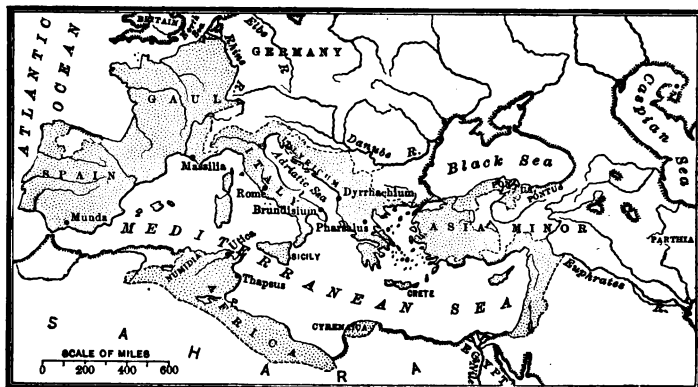 BRITAIN
Elbe R.
Rhine R.
GERMANY
ATLANTIC
OCEAN
GAUL
Caspian
Sea
Danube R.
Black Sea
ILLYRICUM
Adriatic Sea
SPAIN
Massilia
ITALY
Rome
Brundisium
Dyrrhachium
PONTUS
Munda
Pharsalus
ASIA MINOR
PARTHIA
MEDITERRANEAN SEA
Utica
NUMIDIA
SICILY
Thapsus
CRETE
Euphrates R.
AFRICA
CYRENAICA
EGYPT
SAHARA
SCALE OF MILES
0 200 400 600